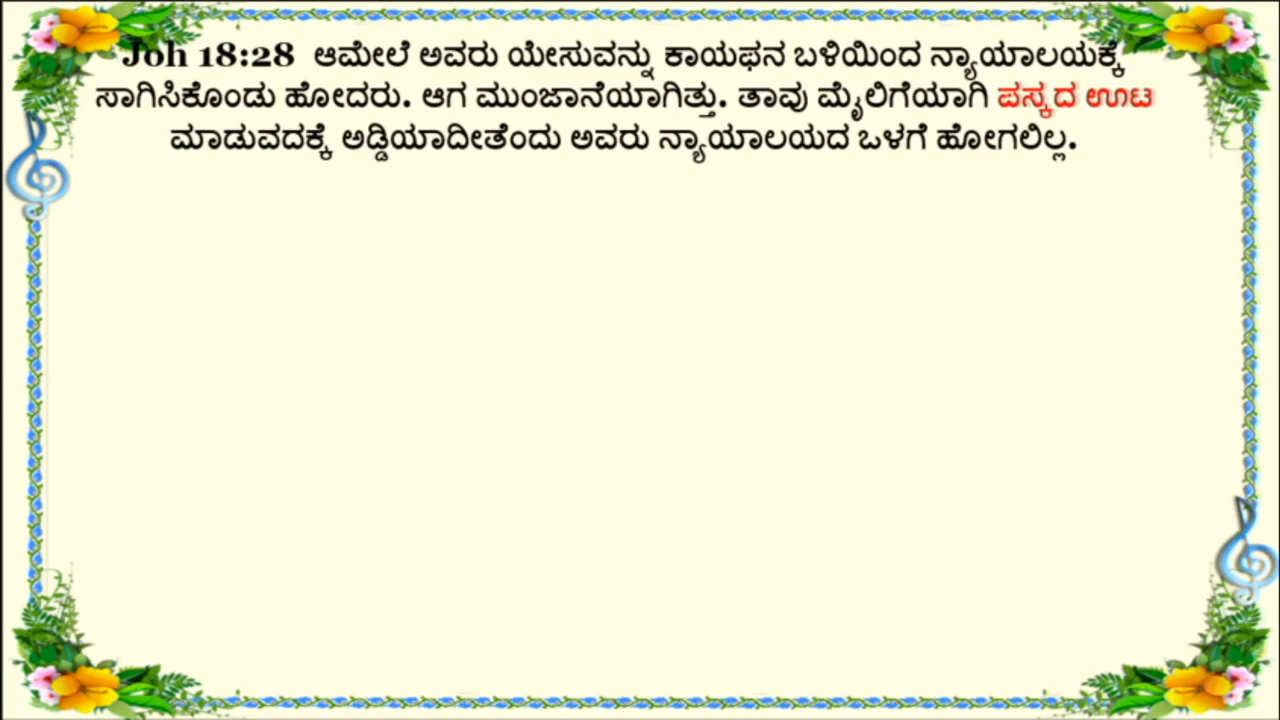 Joh 18:28 ಆಮೇಲೆ ಅವರು ಯೇಸುವನ್ನು ಕಾಯಫನ ಬಳಿಯಿಂದ ನ್ಯಾಯಾಲಯಕ್ಕೆ
ಸಾಗಿಸಿಕೊಂಡು ಹೋದರು. ಆಗ ಮುಂಜಾನೆಯಾಗಿತ್ತು. ತಾವು ಮೈಲಿಗೆಯಾಗಿ ಪಸ್ಕದ ಊಟ
ಮಾಡುವದಕ್ಕೆ ಅಡ್ಡಿಯಾದೀತೆಂದು ಅವರು ನ್ಯಾಯಾಲಯದ ಒಳಗೆ ಹೋಗಲಿಲ್ಲ.